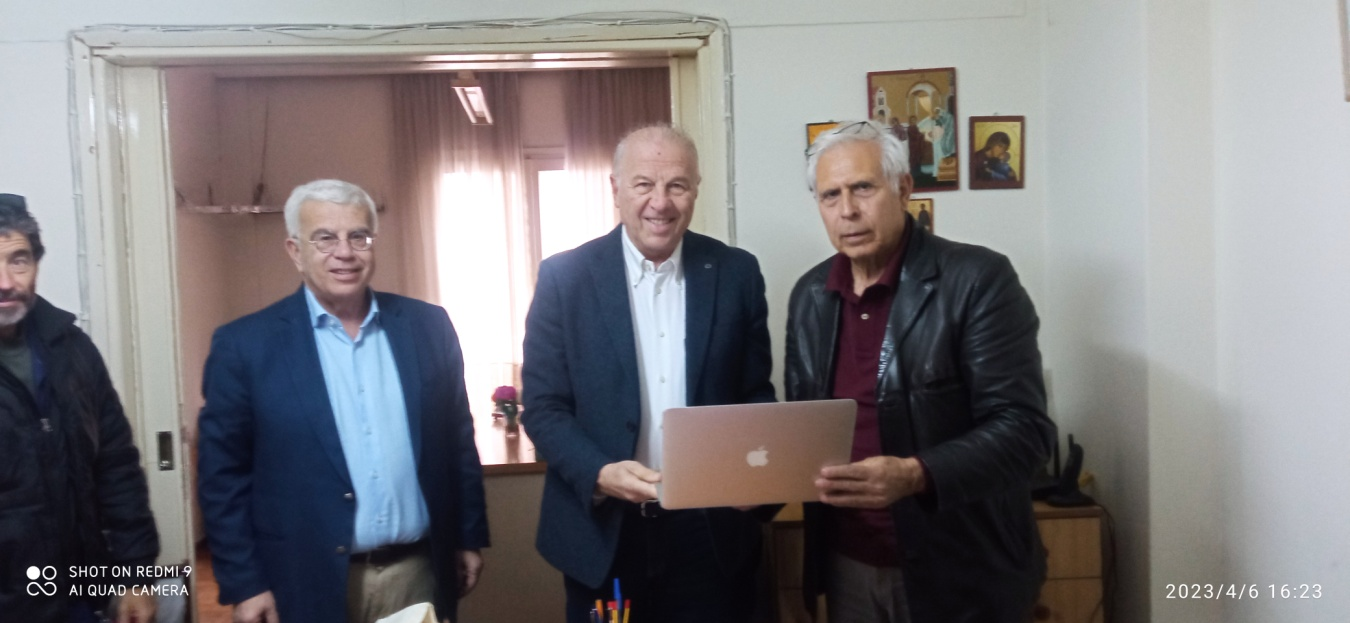 SHOT ON REDMI 9
AI QUAD CAMERA
2023/4/6 16:23